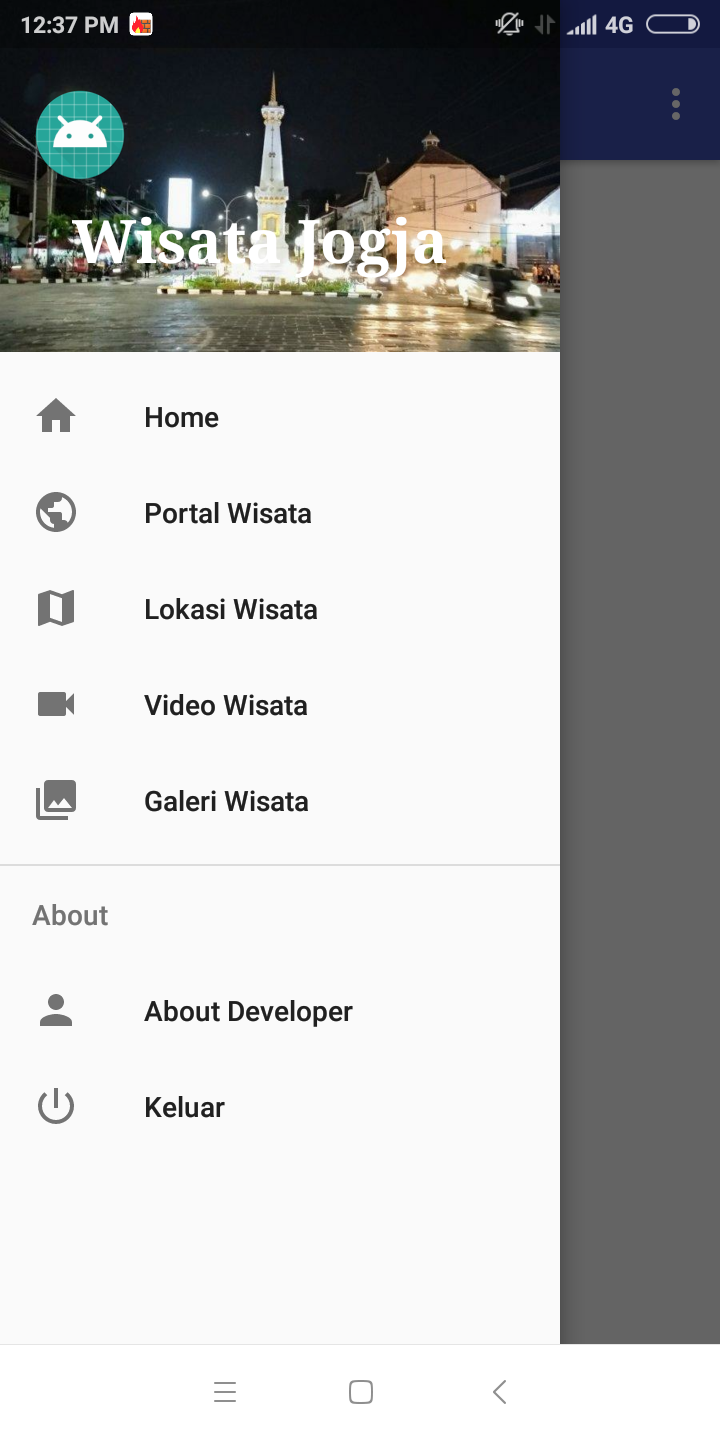 12:37 PM
4G
Wisata Jogja
Home
Portal Wisata
Lokasi Wisata
Video Wisata
Galeri Wisata
About
About Developer
Keluar